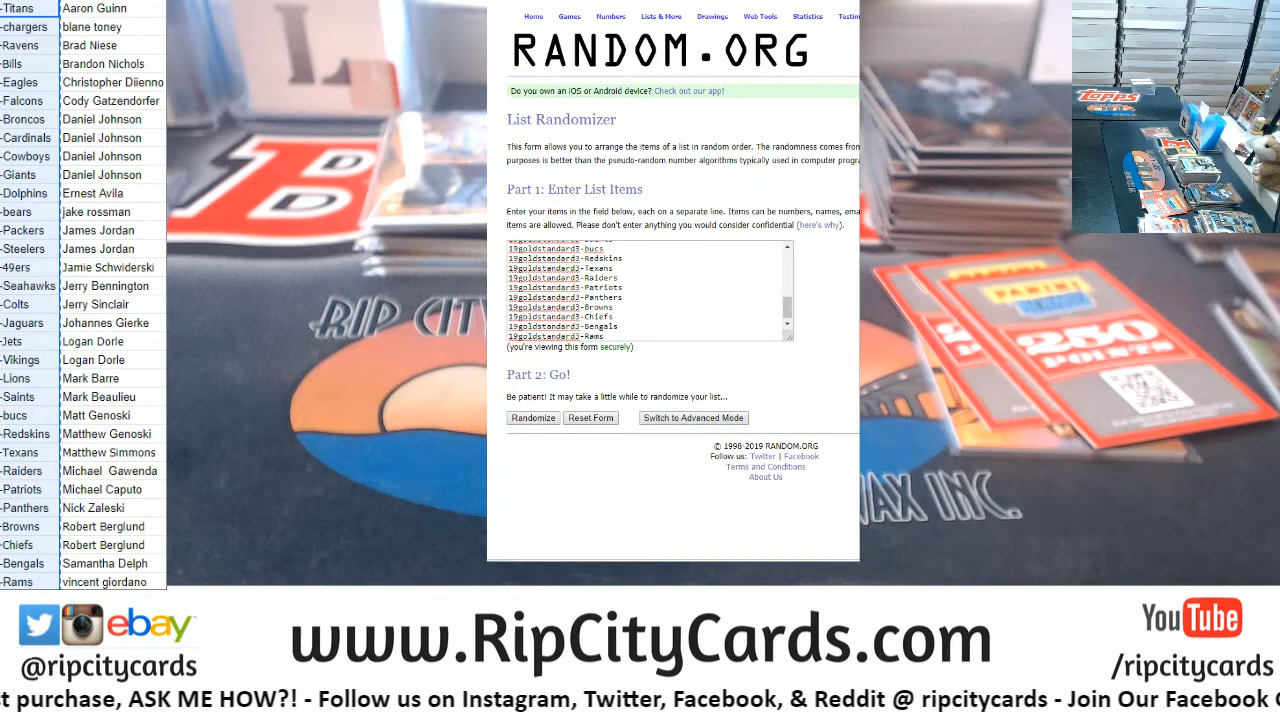 -Titans Aaron Guinn
-chargers blane toney
-Ravens Brad Niese
-Bills Brandon Nichols
-Eagles Christopher Diienno
-Falcons Cody Gatzendorfer
-Broncos Daniel Johnson
-Cardinals Daniel Johnson
-Cowboys Daniel Johnson
-Giants Daniel Johnson
-Dolphins Ernest Avila
-bears jake rossman
-Packers James Jordan
-Steelers James Jordan
-49ers Jamie Schwiderski
-Seahawks Jerry Bennington
-Colts Jerry Sinclair
-Jaguars Johannes Gierke
-Jets Logan Dorle
-Vikings Logan Dorle
-Lions Mark Barre
-Saints Mark Beaulieu
-bucs Matt Genoski
-Redskins Matthew Genoski
-Texans Matthew Simmons
-Raiders Michael Gawenda
-Patriots Michael Caputo
-Panthers Nick Zaleski
-Browns Robert Berglund
-Chiefs Robert Berglund
-Bengals Samantha Delph
-Rams vincent giordano
Home Games Numbers Lists & More Drawings Web Tools Statistics Testim
RANDOM.ORG
Do you own an iOS or Android device? Check out our app!
List Randomizer
This form allows you to arrange the items of a list in random order. The randomness comes from
purposes is better than the pseudo-random number algorithms typically used in computer progra
Part 1: Enter List Items
Enter your items in the field below, each on a separate line. Items can be numbers, names, ema
items are allowed. Please don't enter anything you would consider confidential (here's why).
19goldstandard3-bucs
19goldstandard3-Redskins
19goldstandard3-Texans
19goldstandard3-Raiders
19goldstandard3-Patriots
19goldstandard3-Panthers
19goldstandard3-Browns
19goldstandard3-Chiefs
19goldstandard3-Bengals
19goldstandard3-Rams
(you're viewing this form securely)
Part 2: Go!
Be patient! It may take a little while to randomize your list...
Randomize Reset Form Switch to Advanced Mode
© 1998-2019 RANDOM.ORG
Follow us: Twitter | Facebook
Terms and Conditions
About Us
L
D
D
RIP CITY
WAX INC.
PANINI
REWARDS
250
POINTS
TOPPS
ebay
@ripcitycards
www.RipCityCards.com
YouTube
/ripcitycards
st purchase, ASK ME HOW?! - Follow us on Instagram, Twitter, Facebook, & Reddit @ ripcitycards - Join Our Facebook